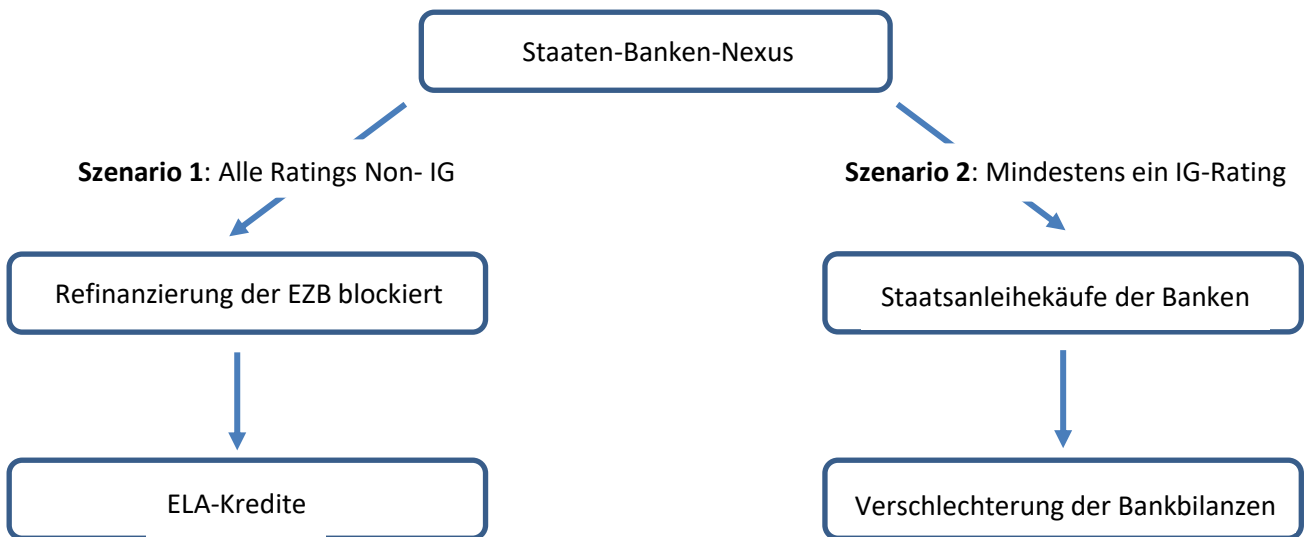 Staaten-Banken-Nexus
Szenario 1: Alle Ratings Non- IG
Szenario 2: Mindestens ein IG-Rating
Refinanzierung der EZB blockiert
Staatsanleihekäufe der Banken
ELA-Kredite
Verschlechterung der Bankbilanzen